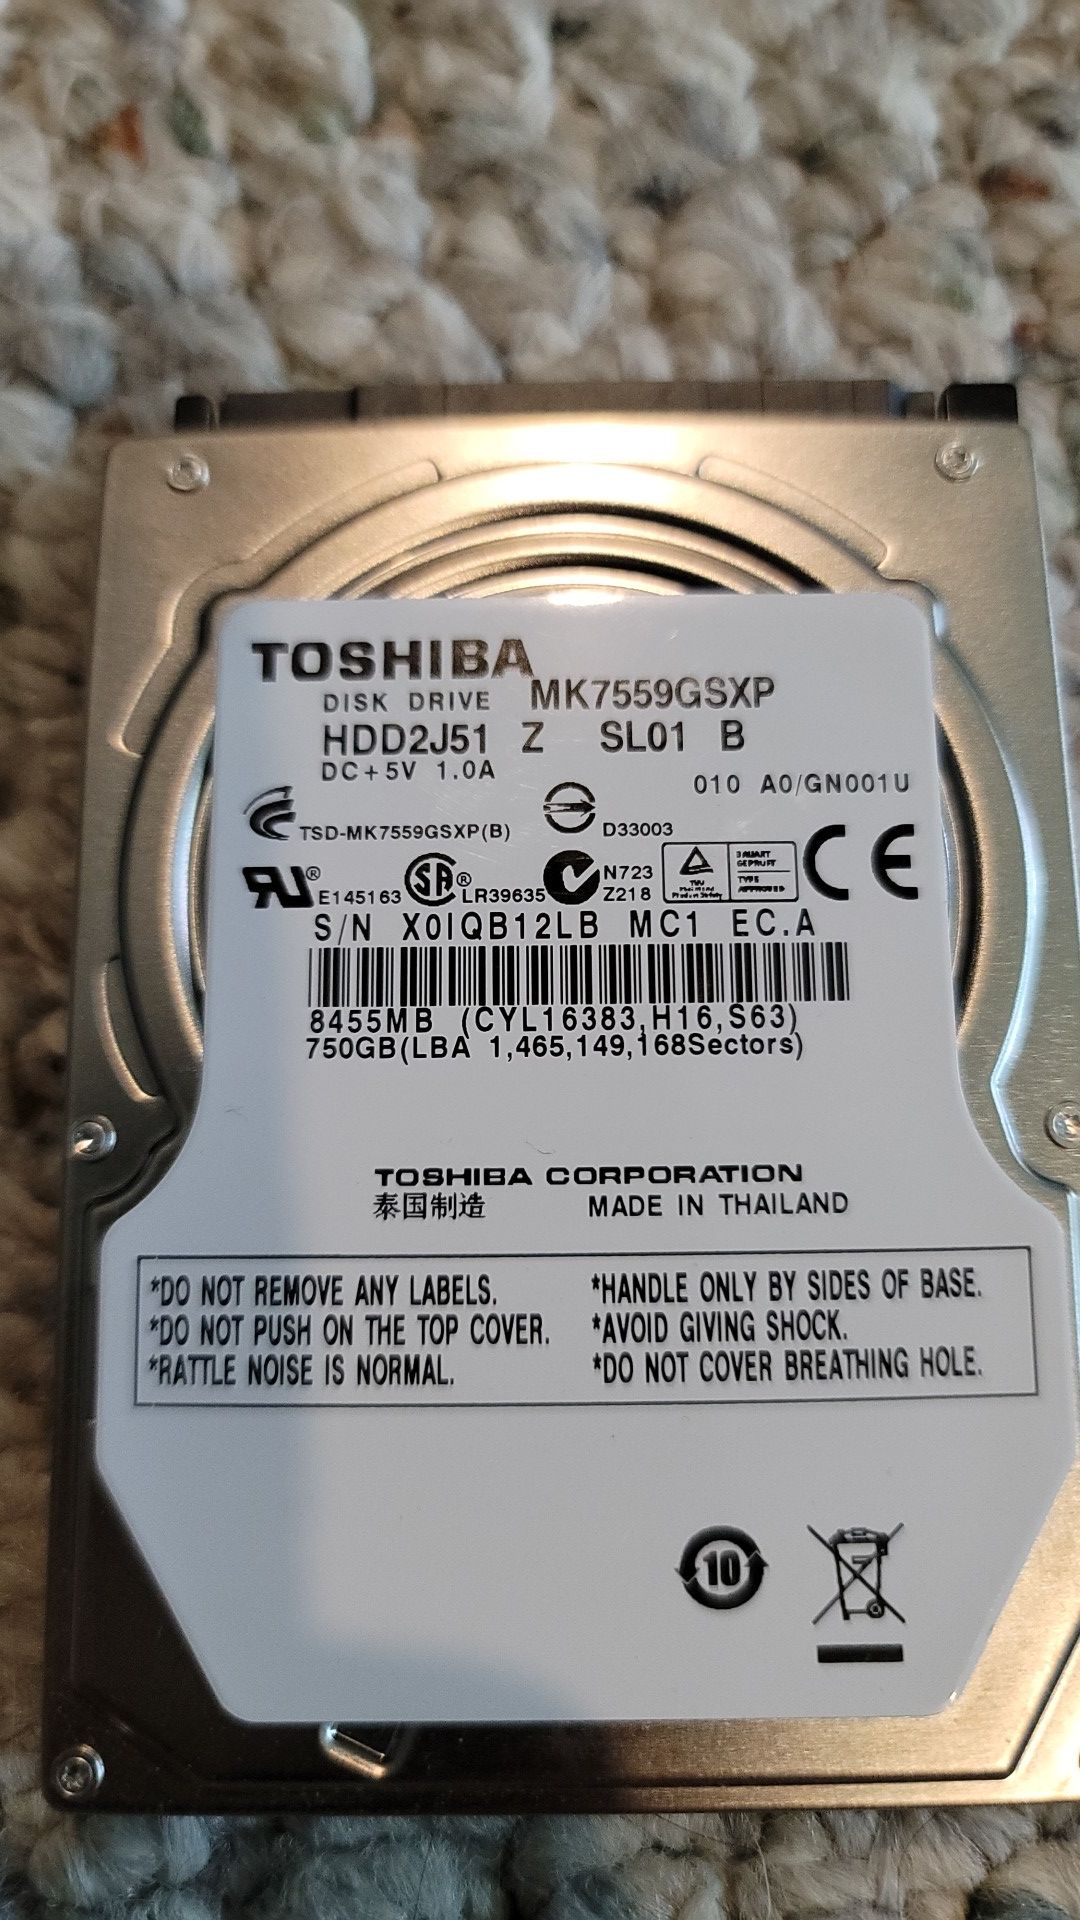 TOSHIBA
DISK DRIVE MK7559GSXP
HDD2J51 Z SL01 B
DC+5V 1.0A
010 A0/GN001U
TSD-MK7559GSXP(B) D33003
E145163 SA® LR39635 N723 Z218 CE
S/N X0IQB12LB MC1 EC.A
8455MB (CYL16383,H16,S63)
750GB(LBA 1,465,149,168Sectors)
TOSHIBA CORPORATION
泰国制造 MADE IN THAILAND
*DO NOT REMOVE ANY LABELS. *HANDLE ONLY BY SIDES OF BASE.
*DO NOT PUSH ON THE TOP COVER. *AVOID GIVING SHOCK.
*RATTLE NOISE IS NORMAL. *DO NOT COVER BREATHING HOLE.
10